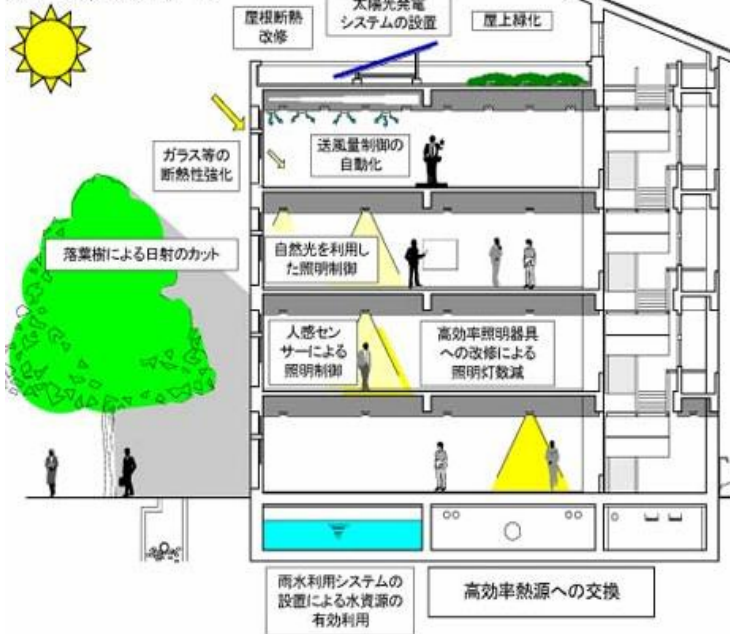 屋根断熱
改修
太陽光発電
システムの設置
屋上緑化
ガラス等の
断熱性強化
送風量制御の
自動化
落葉樹による日射のカット
自然光を利用し
た照明制御
人感セン
サーによる
照明制御
高効率照明器具
への改修による
照明灯数減
雨水利用システムの
設置による水資源の
有効利用
高効率熱源への交換